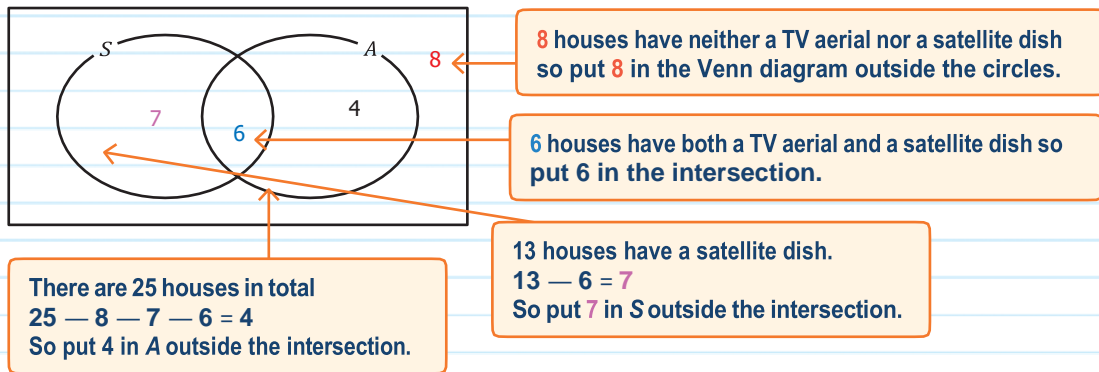 S
A
8
7
6
4
8 houses have neither a TV aerial nor a satellite dish
so put 8 in the Venn diagram outside the circles.
6 houses have both a TV aerial and a satellite dish so
put 6 in the intersection.
13 houses have a satellite dish.
13 — 6 = 7
So put 7 in S outside the intersection.
There are 25 houses in total
25 — 8 — 7 — 6 = 4
So put 4 in A outside the intersection.